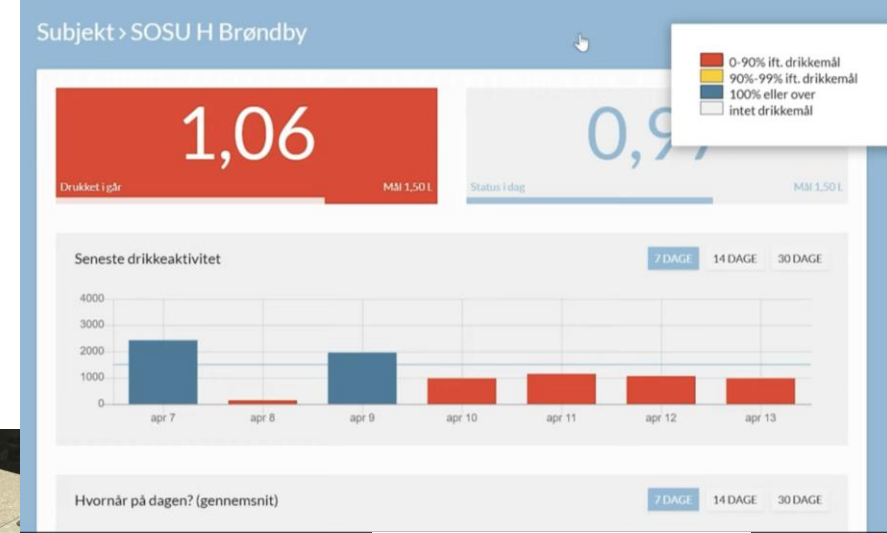 Subjekt > SOSU H Brøndby
0-90% ift. drikkemål
90%-99% ift. drikkemål
100% eller over
intet drikkemål
1,06
Drukket i går
Mål 1,50 L
Status i dag
Mål 1,50 L
Seneste drikkeaktivitet
7 DAGE
14 DAGE
30 DAGE
4000
3000
2000
1000
0
apr 7
apr 8
apr 9
apr 10
apr 11
apr 12
apr 13
Hvornår på dagen? (gennemsnit)
7 DAGE
14 DAGE
30 DAGE